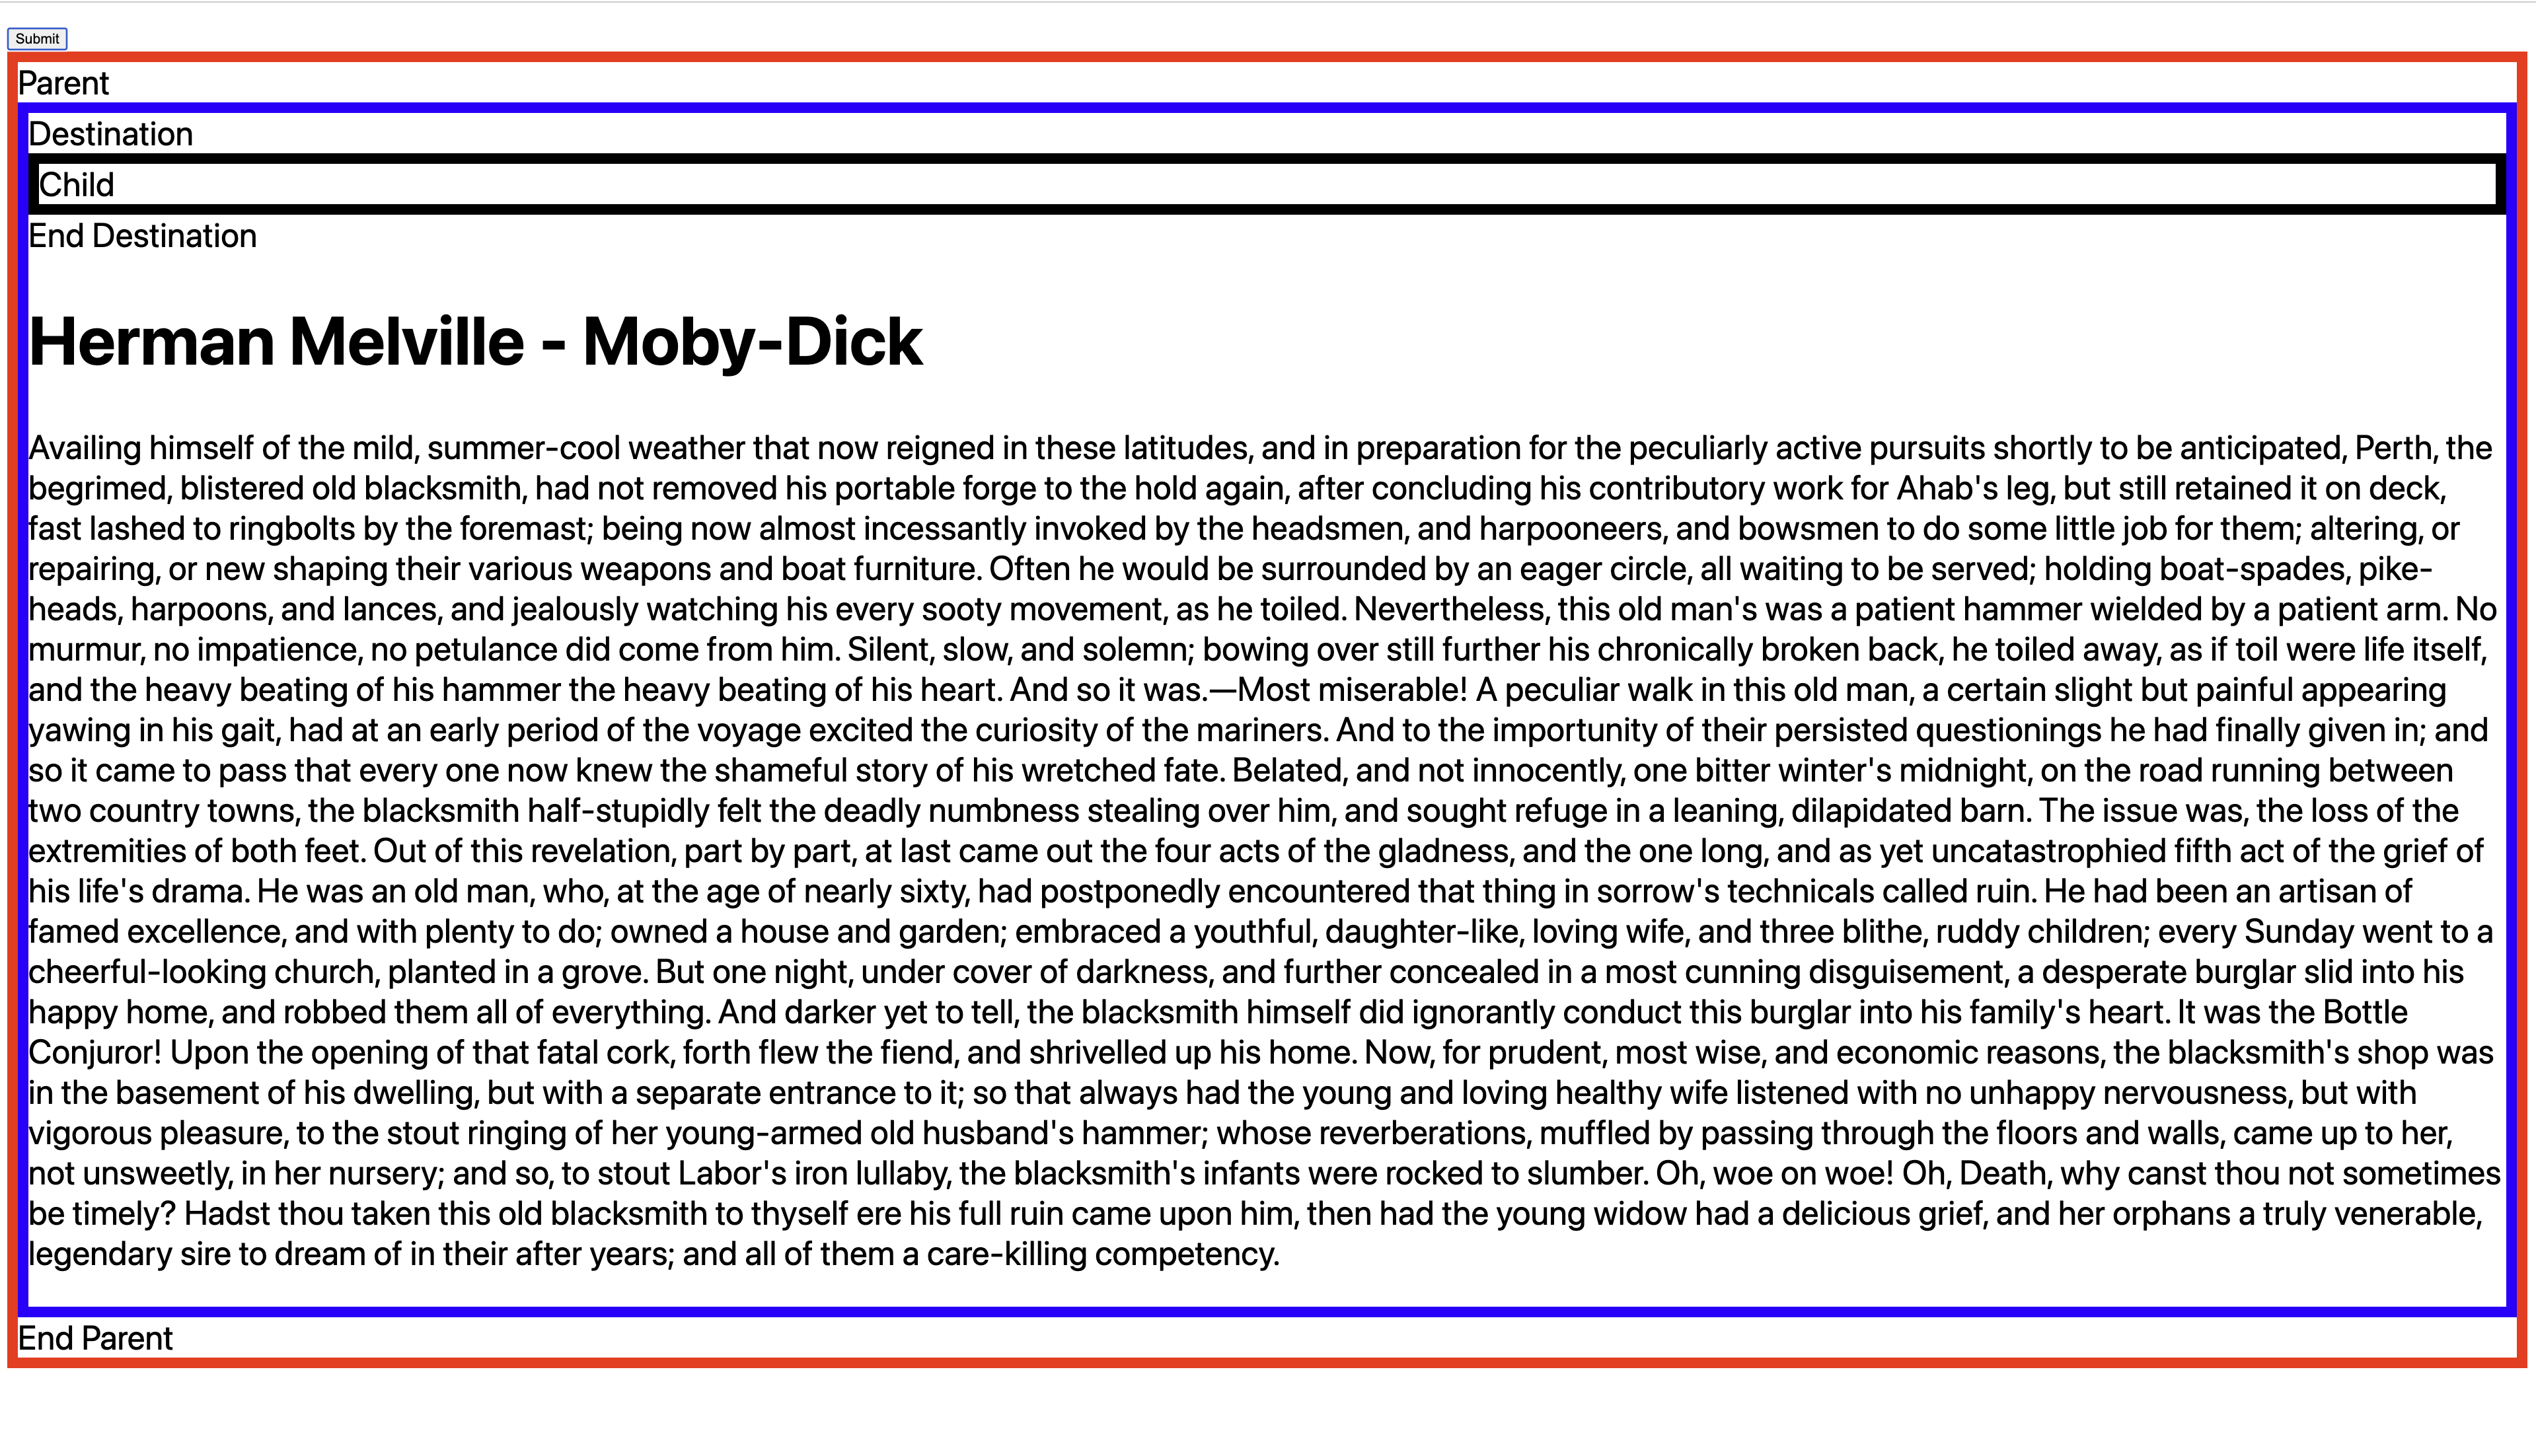 Submit
Parent
Destination
Child
End Destination
Herman Melville - Moby-Dick
Availing himself of the mild, summer-cool weather that now reigned in these latitudes, and in preparation for the peculiarly active pursuits shortly to be anticipated, Perth, the
begrimed, blistered old blacksmith, had not removed his portable forge to the hold again, after concluding his contributory work for Ahab's leg, but still retained it on deck,
fast lashed to ringbolts by the foremast; being now almost incessantly invoked by the headsmen, and harpooneers, and bowsmen to do some little job for them; altering, or
repairing, or new shaping their various weapons and boat furniture. Often he would be surrounded by an eager circle, all waiting to be served; holding boat-spades, pike-
heads, harpoons, and lances, and jealously watching his every sooty movement, as he toiled. Nevertheless, this old man's was a patient hammer wielded by a patient arm. No
murmur, no impatience, no petulance did come from him. Silent, slow, and solemn; bowing over still further his chronically broken back, he toiled away, as if toil were life itself,
and the heavy beating of his hammer the heavy beating of his heart. And so it was.—Most miserable! A peculiar walk in this old man, a certain slight but painful appearing
yawing in his gait, had at an early period of the voyage excited the curiosity of the mariners. And to the importunity of their persisted questionings he had finally given in; and
so it came to pass that every one now knew the shameful story of his wretched fate. Belated, and not innocently, one bitter winter's midnight, on the road running between
two country towns, the blacksmith half-stupidly felt the deadly numbness stealing over him, and sought refuge in a leaning, dilapidated barn. The issue was, the loss of the
extremities of both feet. Out of this revelation, part by part, at last came out the four acts of the gladness, and the one long, and as yet uncatastrophied fifth act of the grief of
his life's drama. He was an old man, who, at the age of nearly sixty, had postponedly encountered that thing in sorrow's technicals called ruin. He had been an artisan of
famed excellence, and with plenty to do; owned a house and garden; embraced a youthful, daughter-like, loving wife, and three blithe, ruddy children; every Sunday went to a
cheerful-looking church, planted in a grove. But one night, under cover of darkness, and further concealed in a most cunning disguisement, a desperate burglar slid into his
happy home, and robbed them all of everything. And darker yet to tell, the blacksmith himself did ignorantly conduct this burglar into his family's heart. It was the Bottle
Conjuror! Upon the opening of that fatal cork, forth flew the fiend, and shrivelled up his home. Now, for prudent, most wise, and economic reasons, the blacksmith's shop was
in the basement of his dwelling, but with a separate entrance to it; so that always had the young and loving healthy wife listened with no unhappy nervousness, but with
vigorous pleasure, to the stout ringing of her young-armed old husband's hammer; whose reverberations, muffled by passing through the floors and walls, came up to her,
not unsweetly, in her nursery; and so, to stout Labor's iron lullaby, the blacksmith's infants were rocked to slumber. Oh, woe on woe! Oh, Death, why canst thou not sometimes
be timely? Hadst thou taken this old blacksmith to thyself ere his full ruin came upon him, then had the young widow had a delicious grief, and her orphans a truly venerable,
legendary sire to dream of in their after years; and all of them a care-killing competency.
End Parent